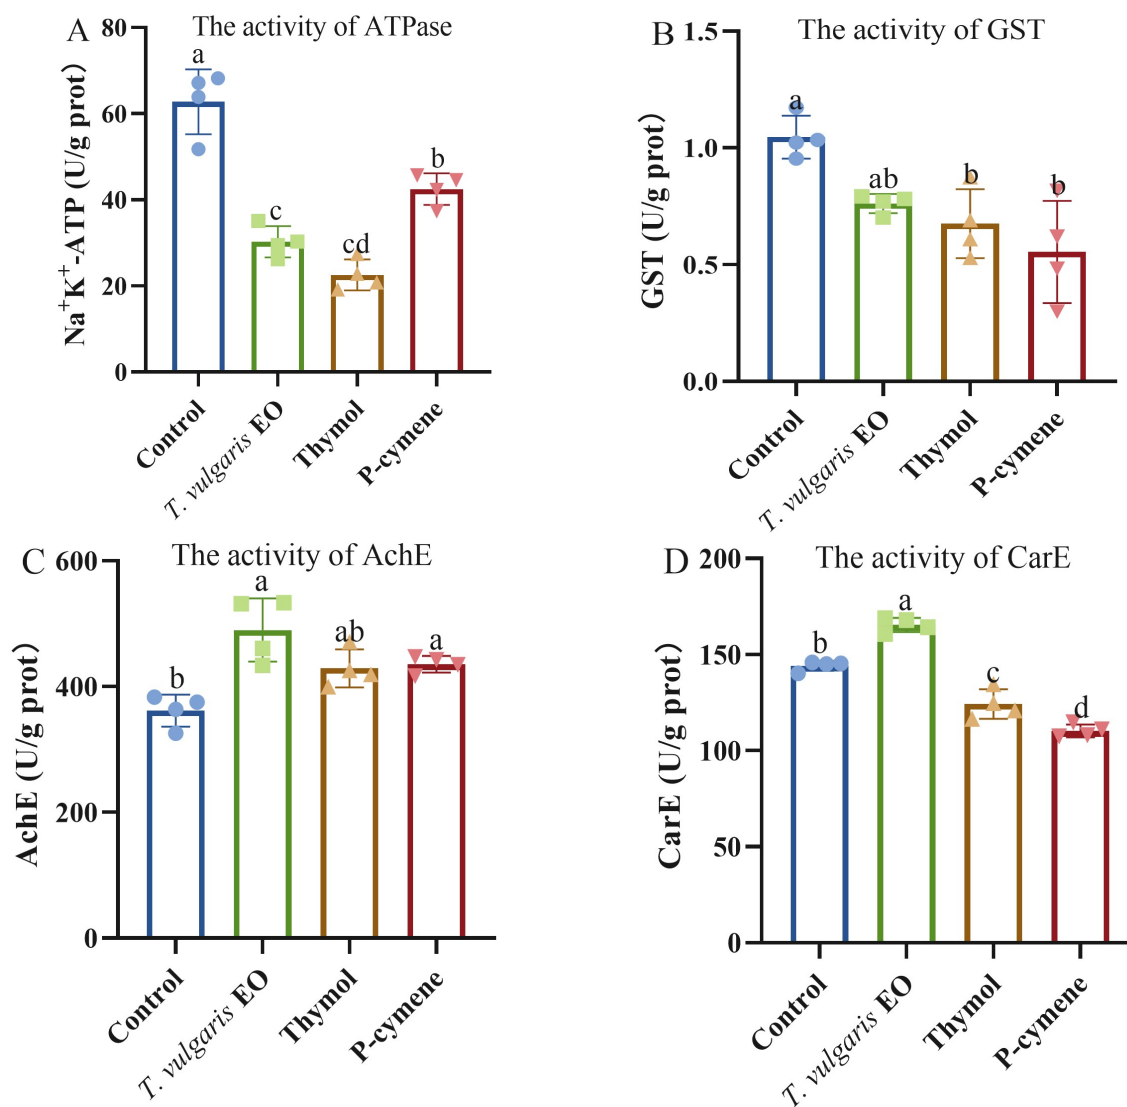 A The activity of ATPase
Na⁺K⁺-ATP (U/g prot)
80
60
40
20
0
a
c
cd
b
Control
T. vulgaris EO
Thymol
P-cymene
B The activity of GST
GST (U/g prot)
1.5
1.0
0.5
0.0
a
ab
b
b
Control
T. vulgaris EO
Thymol
P-cymene
C The activity of AchE
AchE (U/g prot)
600
400
200
0
b
a
ab
a
Control
T. vulgaris EO
Thymol
P-cymene
D The activity of CarE
CarE (U/g prot)
200
150
100
50
0
b
a
c
d
Control
T. vulgaris EO
Thymol
P-cymene